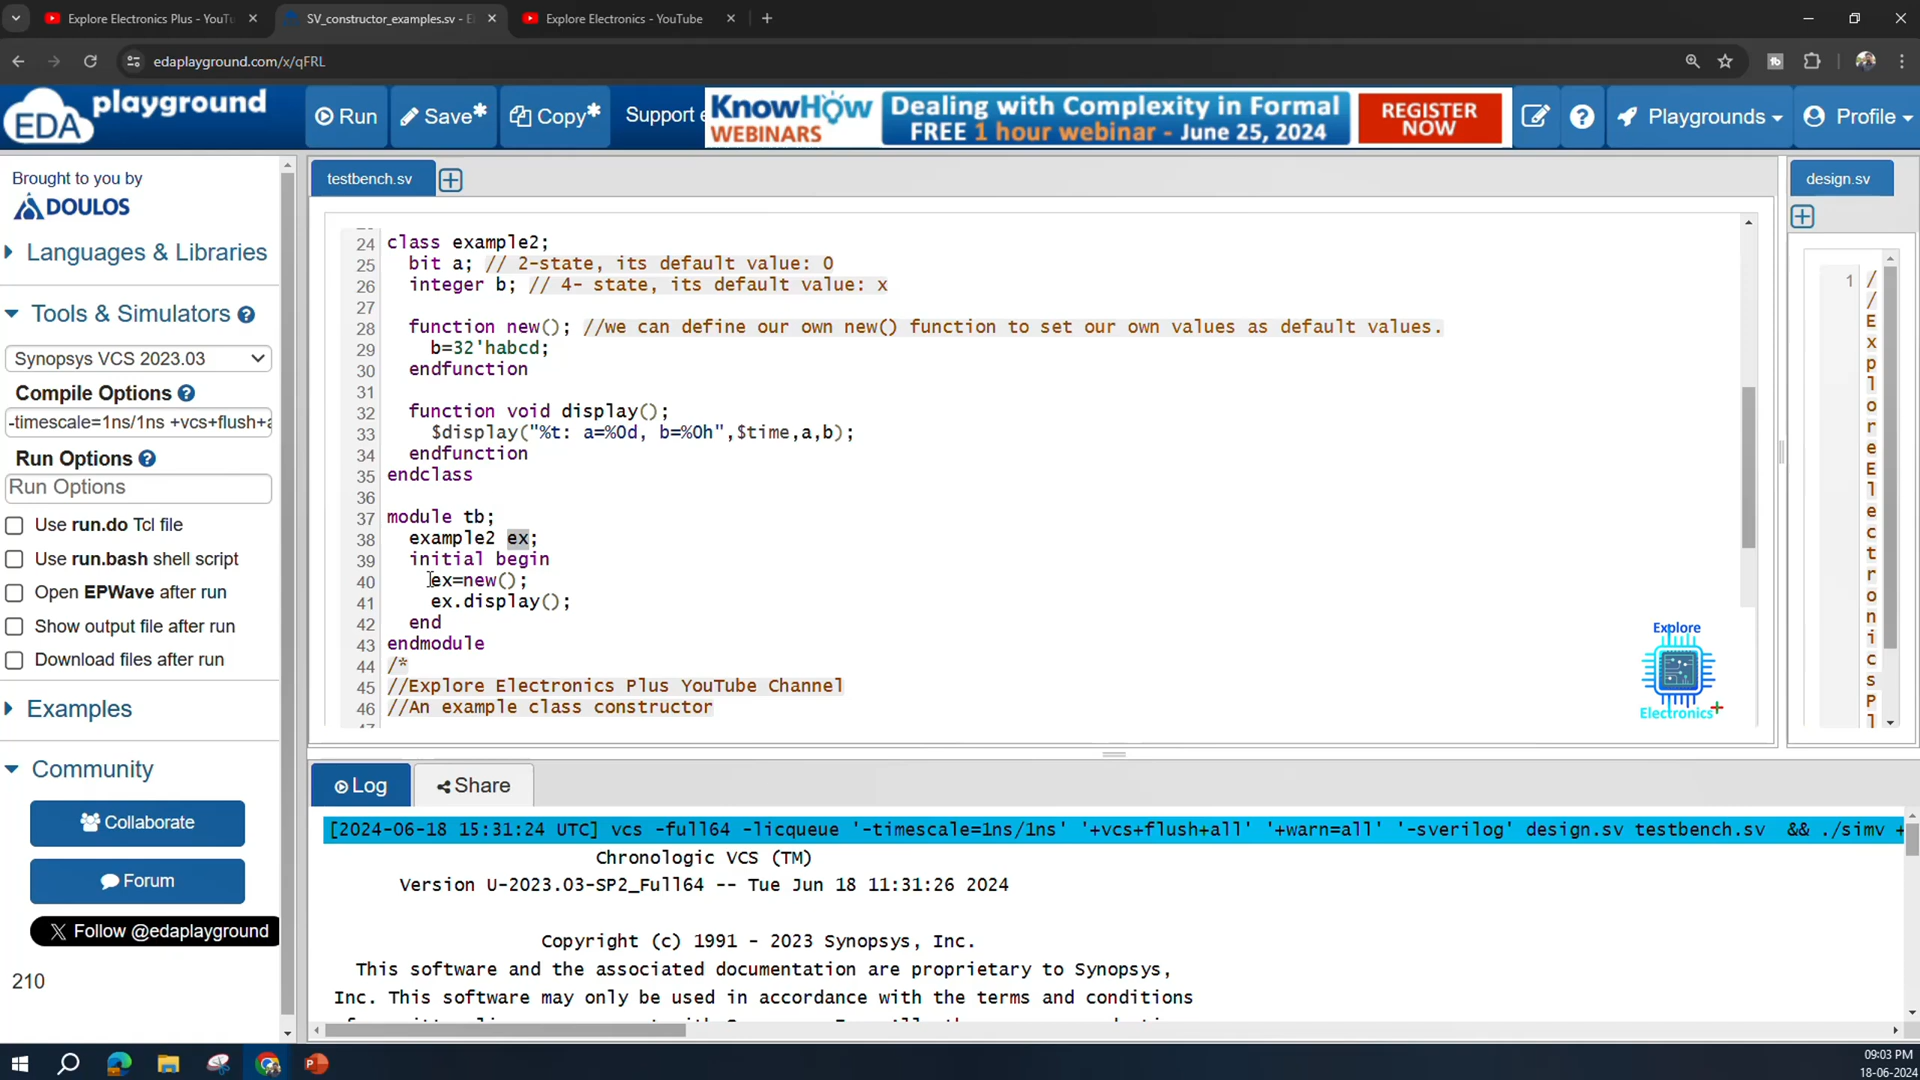 Explore Electronics Plus - YouTu
SV_constructor_examples.sv - E
Explore Electronics - YouTube
edaplayground.com/x/qFRL
EDA playground
Run
Save*
Copy*
Support
KnowHow
WEBINARS
Dealing with Complexity in Formal
FREE 1 hour webinar - June 25, 2024
REGISTER
NOW
Playgrounds
Profile
Brought to you by
DOULOS
Languages & Libraries
Tools & Simulators
Synopsys VCS 2023.03
Compile Options
-timescale=1ns/1ns +vcs+flush+a
Run Options
Run Options
Use run.do Tcl file
Use run.bash shell script
Open EPWave after run
Show output file after run
Download files after run
Examples
Community
Collaborate
Forum
Follow @edaplayground
210
testbench.sv
24 class example2;
25 bit a; // 2-state, its default value: 0
26 integer b; // 4- state, its default value: x
27
28 function new(); //we can define our own new() function to set our own values as default values.
29 b=32'habcd;
30 endfunction
31
32 function void display();
33 $display("%t: a=%0d, b=%0h",$time,a,b);
34 endfunction
35 endclass
36
37 module tb;
38 example2 ex;
39 initial begin
40 ex=new();
41 ex.display();
42 end
43 endmodule
44 /*
45 //Explore Electronics Plus YouTube Channel
46 //An example class constructor
Explore
Electronics+
design.sv
1 /
/
E
x
p
l
o
r
e
E
l
e
c
t
r
o
n
i
c
s
P
l
Log
Share
[2024-06-18 15:31:24 UTC] vcs -full64 -licqueue '-timescale=1ns/1ns' '+vcs+flush+all' '+warn=all' '-sverilog' design.sv testbench.sv && ./simv +
Chronologic VCS (TM)
Version U-2023.03-SP2_Full64 -- Tue Jun 18 11:31:26 2024
Copyright (c) 1991 - 2023 Synopsys, Inc.
This software and the associated documentation are proprietary to Synopsys,
Inc. This software may only be used in accordance with the terms and conditions
09:03 PM
18-06-2024